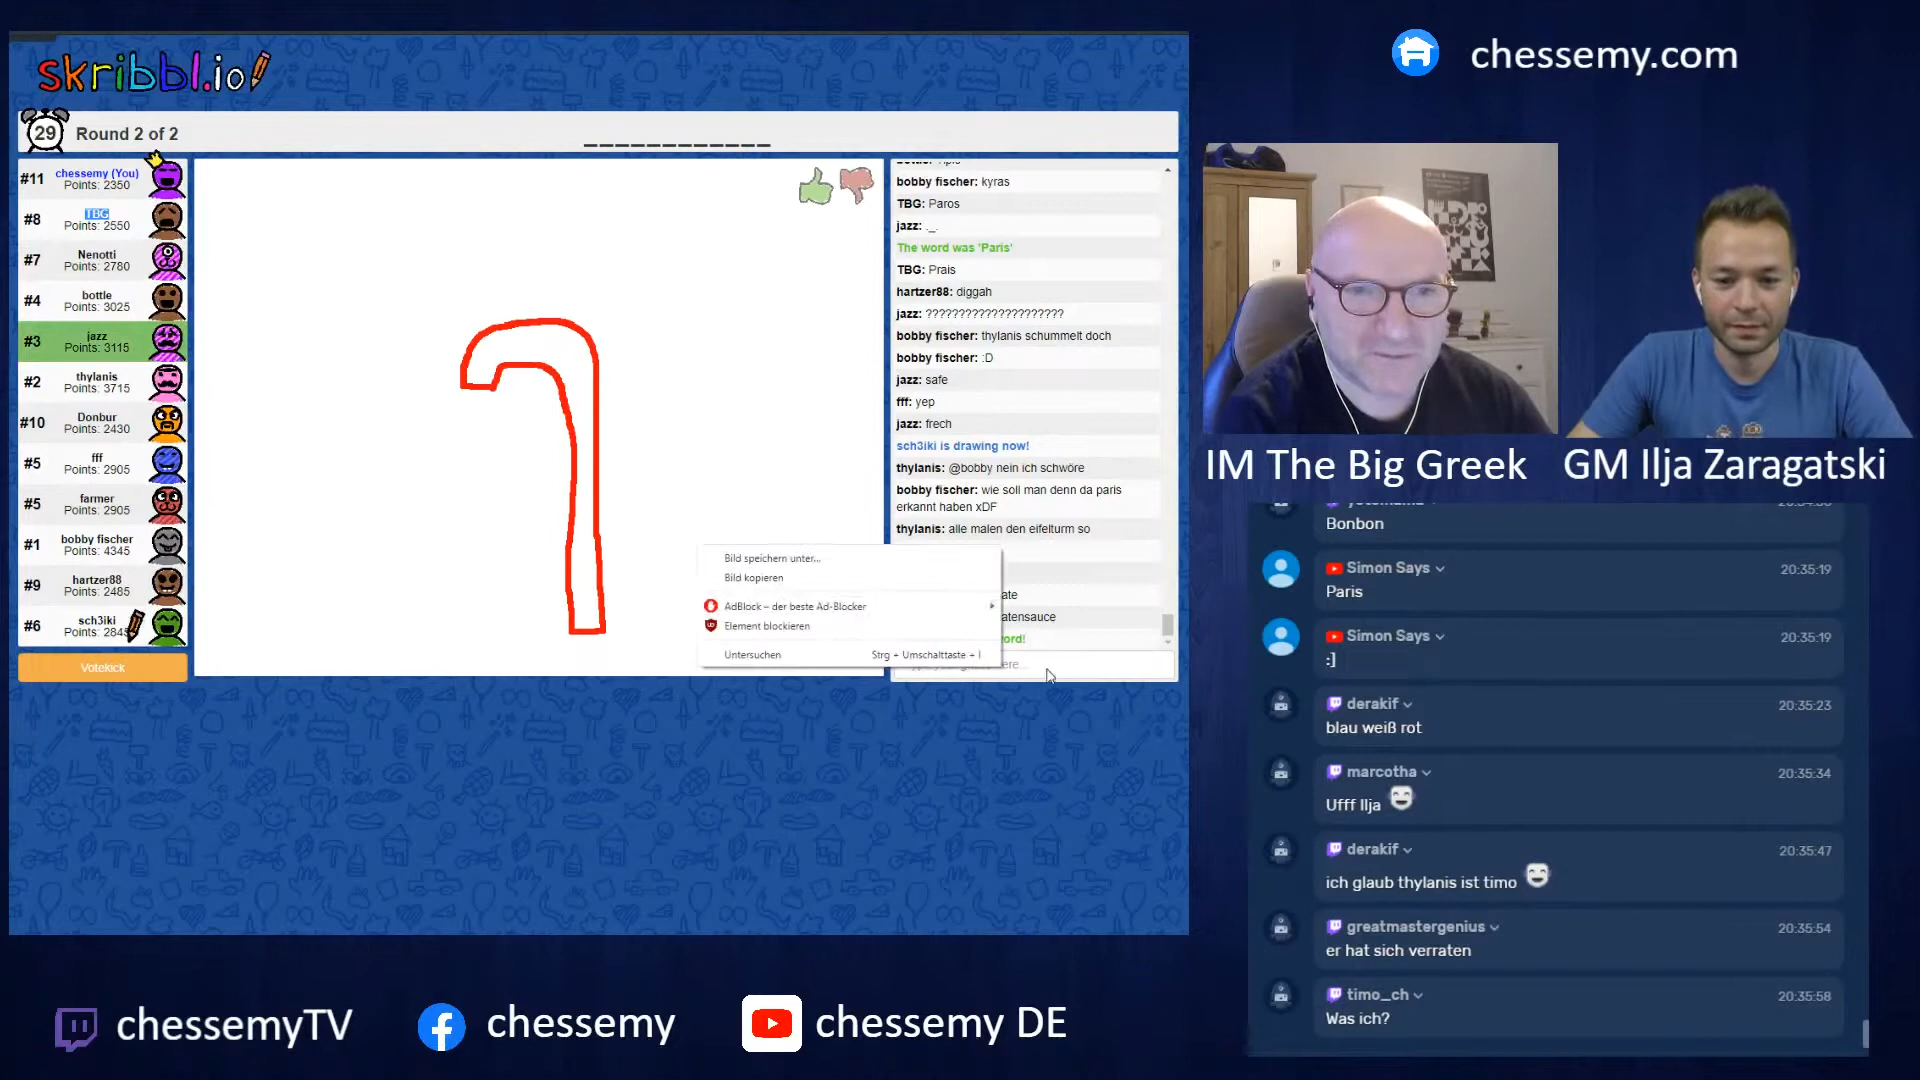 skribbl.io
chessemy.com
29
Round 2 of 2
____________
#11 chessemy (You)
Points: 2350
#8 TBG
Points: 2550
#7 Nenotti
Points: 2780
#4 bottle
Points: 3025
#3 jazz
Points: 3115
#2 thylanis
Points: 3715
#10 Donbur
Points: 2430
#5 fff
Points: 2905
#5 farmer
Points: 2905
#1 bobby fischer
Points: 4345
#9 hartzer88
Points: 2485
#6 sch3iki
Points: 2845
Votekick
bobby fischer: kyras
TBG: Paros
jazz: ._.
The word was 'Paris'
TBG: Prais
hartzer88: diggah
jazz: ?????????????????????
bobby fischer: thylanis schummelt doch
bobby fischer: :D
jazz: safe
fff: yep
jazz: frech
sch3iki is drawing now!
thylanis: @bobby nein ich schwöre
bobby fischer: wie soll man denn da paris
erkannt haben xDF
thylanis: alle malen den eifelturm so
Bild speichern unter...
Bild kopieren
AdBlock – der beste Ad-Blocker
Element blockieren
Untersuchen Strg + Umschalttaste + I
IM The Big Greek
GM Ilja Zaragatski
Bonbon
Simon Says 20:35:19
Paris
Simon Says 20:35:19
:]
derakif 20:35:23
blau weiß rot
marcotha 20:35:34
Ufff Ilja
derakif 20:35:47
ich glaub thylanis ist timo
greatmastergenius 20:35:54
er hat sich verraten
timo_ch 20:35:58
Was ich?
chessemyTV
chessemy
chessemy DE